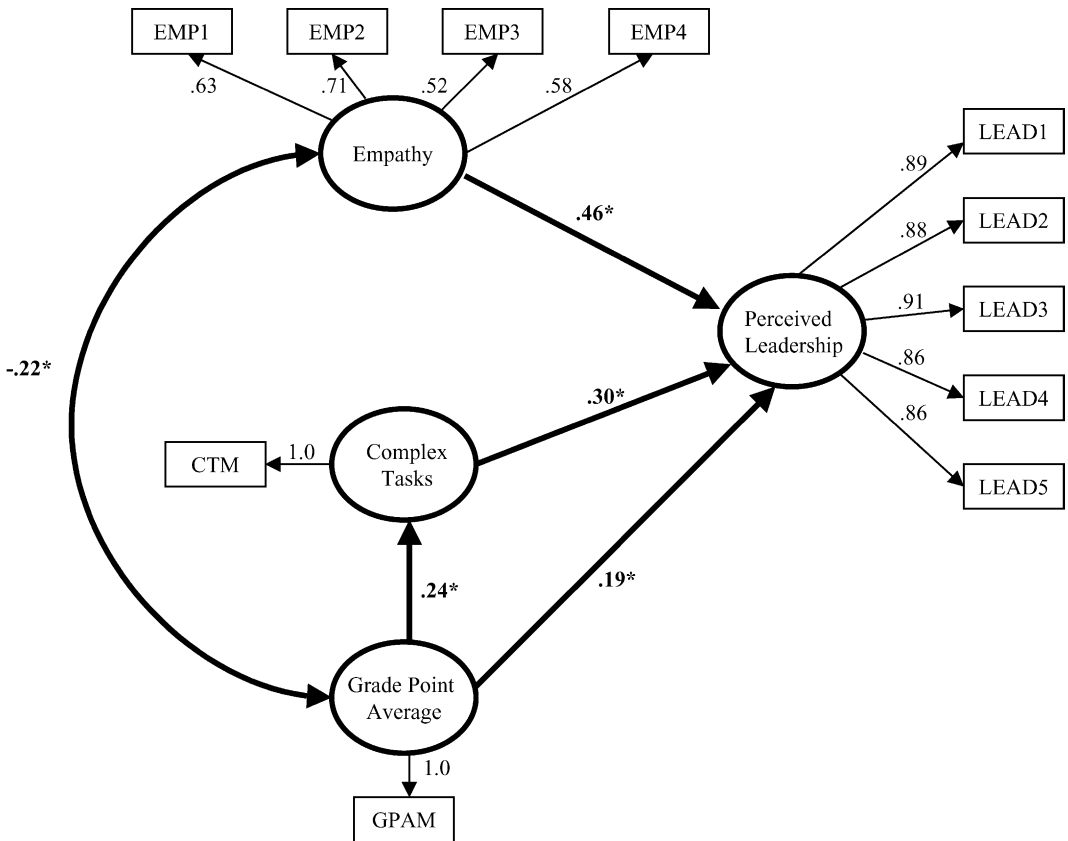 EMP1
EMP2
EMP3
EMP4
.63
.71
.52
.58
Empathy
LEAD1
.89
LEAD2
.88
.46*
LEAD3
.91
Perceived
Leadership
-.22*
.86
LEAD4
.30*
.86
Complex
Tasks
CTM
1.0
LEAD5
.24*
.19*
Grade Point
Average
1.0
GPAM